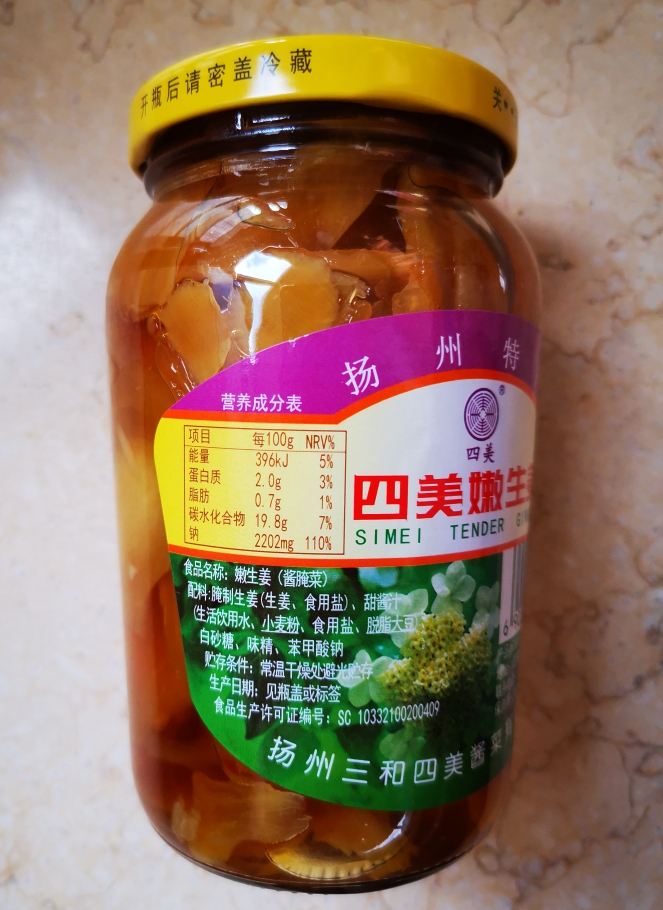 开瓶后请密盖冷藏
关
扬州特
营养成分表
项目 每100g NRV%
能量 396kJ 5%
蛋白质 2.0g 3%
脂肪 0.7g 1%
碳水化合物 19.8g 7%
钠 2202mg 110%
®
四美
四美嫩生
SIMEI TENDER
食品名称：嫩生姜（酱腌菜）
配料:腌制生姜(生姜、食用盐)、甜酱汁
(生活饮用水、小麦粉、食用盐、脱脂大豆)
白砂糖、味精、苯甲酸钠
贮存条件：常温干燥处避光贮存
生产日期：见瓶盖或标签
食品生产许可证编号：SC 10332100200409
扬州三和四美酱菜
6